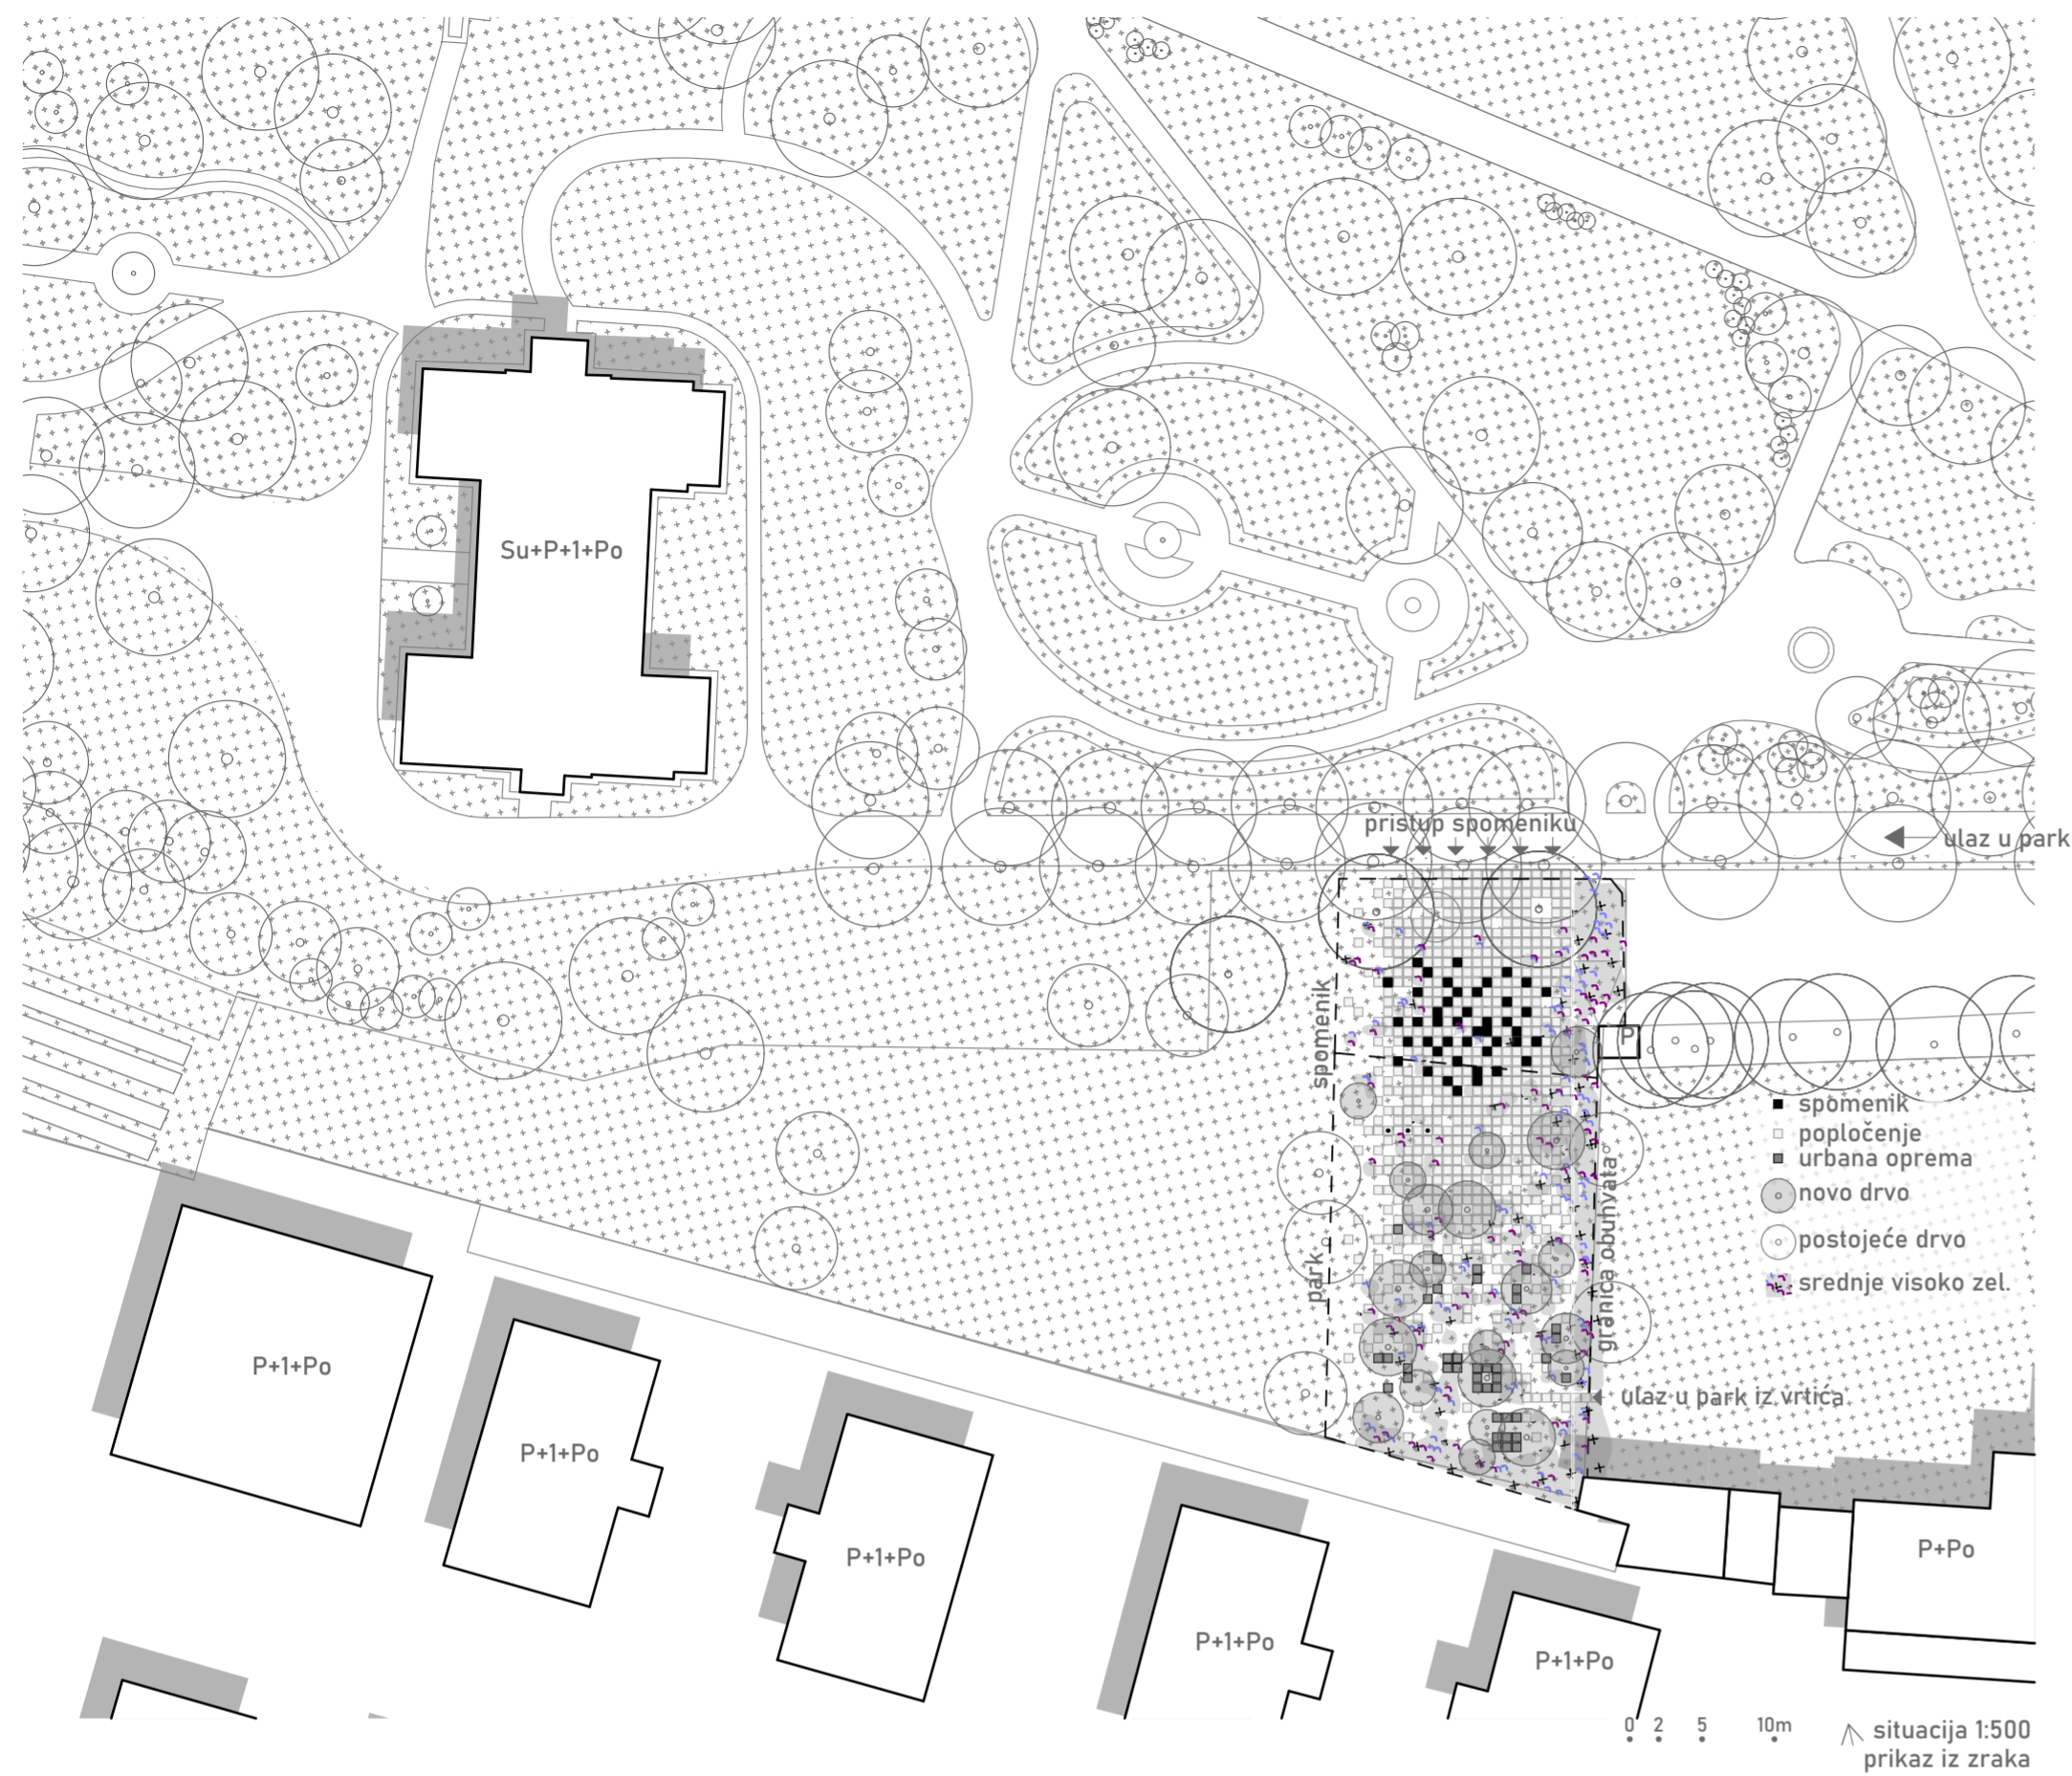 Su+P+1+Po
pristup spomeniku
ulaz u park
spomenik
P
spomenik
popločenje
urbana oprema
novo drvo
postojeće drvo
srednje visoko zel.
park
granica obuhvata
ulaz u park iz vrtića
P+1+Po
P+1+Po
P+1+Po
P+1+Po
P+1+Po
P+Po
0 2 5 10m
situacija 1:500
prikaz iz zraka